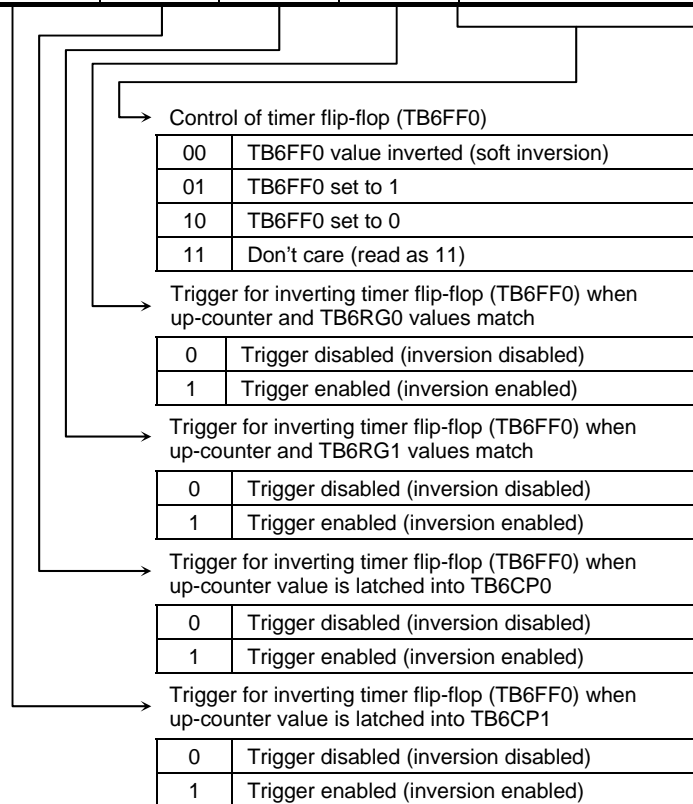 Control of timer flip-flop (TB6FF0)
00 TB6FF0 value inverted (soft inversion)
01 TB6FF0 set to 1
10 TB6FF0 set to 0
11 Don't care (read as 11)
Trigger for inverting timer flip-flop (TB6FF0) when
up-counter and TB6RG0 values match
0 Trigger disabled (inversion disabled)
1 Trigger enabled (inversion enabled)
Trigger for inverting timer flip-flop (TB6FF0) when
up-counter and TB6RG1 values match
0 Trigger disabled (inversion disabled)
1 Trigger enabled (inversion enabled)
Trigger for inverting timer flip-flop (TB6FF0) when
up-counter value is latched into TB6CP0
0 Trigger disabled (inversion disabled)
1 Trigger enabled (inversion enabled)
Trigger for inverting timer flip-flop (TB6FF0) when
up-counter value is latched into TB6CP1
0 Trigger disabled (inversion disabled)
1 Trigger enabled (inversion enabled)